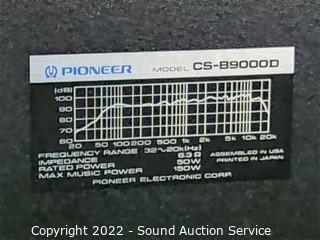 PIONEER MODEL CS-B9000D
(dB)
100
90
80
70
60
20 50 100 200 500 1k 2k 5k 10k 20k
FREQUENCY RANGE 32~20k(Hz)
IMPEDANCE 6.3 Ω
RATED POWER 50W
MAX MUSIC POWER 150W
ASSEMBLED IN USA
PRINTED IN JAPAN
PIONEER ELECTRONIC CORP.
Copyright 2022 - Sound Auction Service